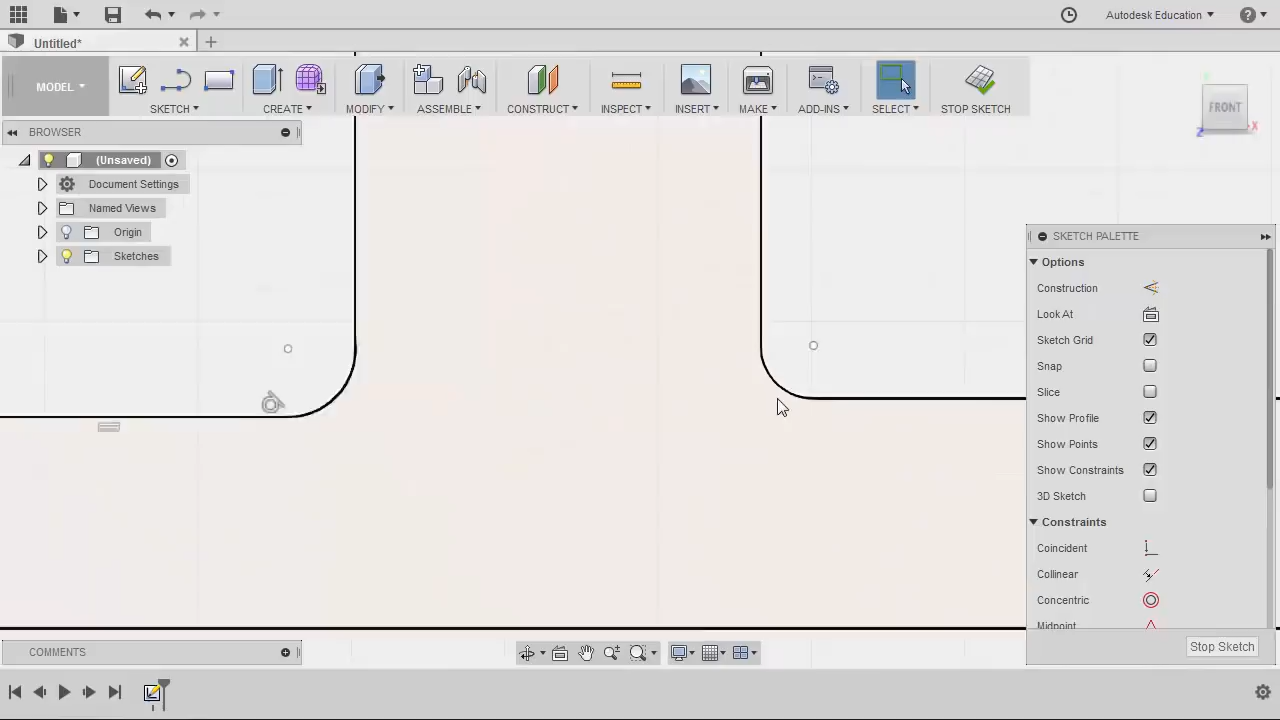 Autodesk Education
Untitled*
MODEL
SKETCH
CREATE
MODIFY
ASSEMBLE
CONSTRUCT
INSPECT
INSERT
MAKE
ADD-INS
SELECT
STOP SKETCH
FRONT
X
Z
BROWSER
(Unsaved)
Document Settings
Named Views
Origin
Sketches
SKETCH PALETTE
Options
Construction
Look At
Sketch Grid
Snap
Slice
Show Profile
Show Points
Show Constraints
3D Sketch
Constraints
Coincident
Collinear
Concentric
Midpoint
Stop Sketch
COMMENTS